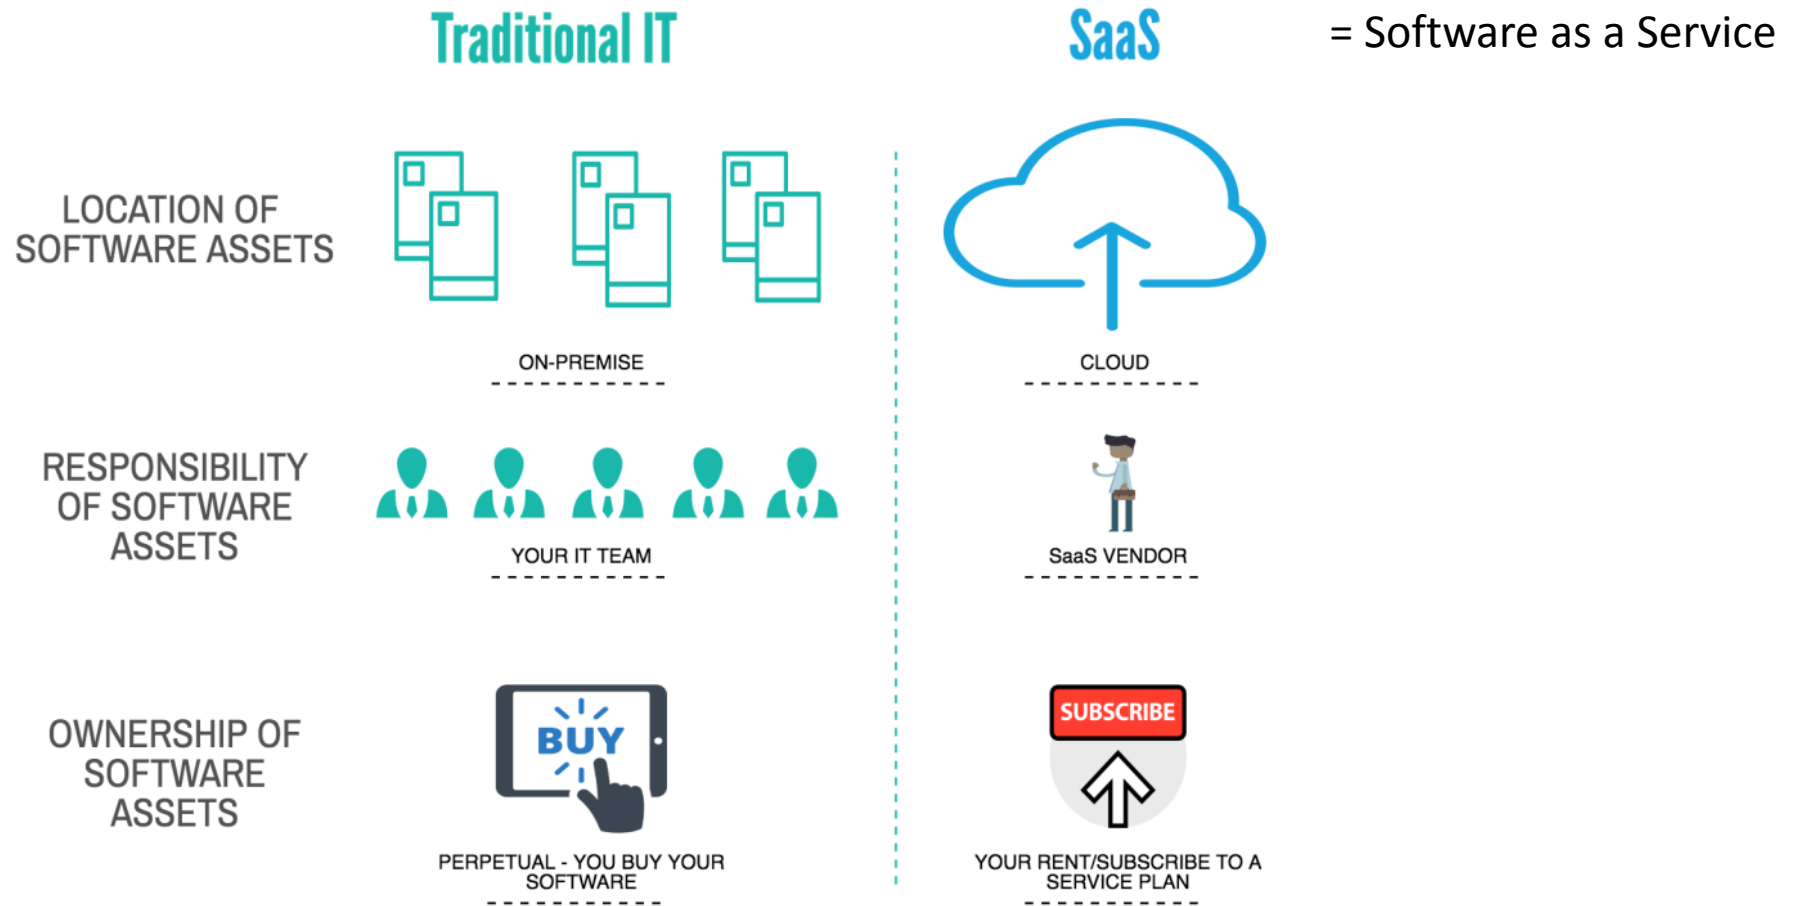 Traditional IT
SaaS
= Software as a Service
LOCATION OF
SOFTWARE ASSETS
ON-PREMISE
CLOUD
RESPONSIBILITY
OF SOFTWARE
ASSETS
YOUR IT TEAM
SaaS VENDOR
OWNERSHIP OF
SOFTWARE
ASSETS
BUY
SUBSCRIBE
PERPETUAL - YOU BUY YOUR
SOFTWARE
YOUR RENT/SUBSCRIBE TO A
SERVICE PLAN